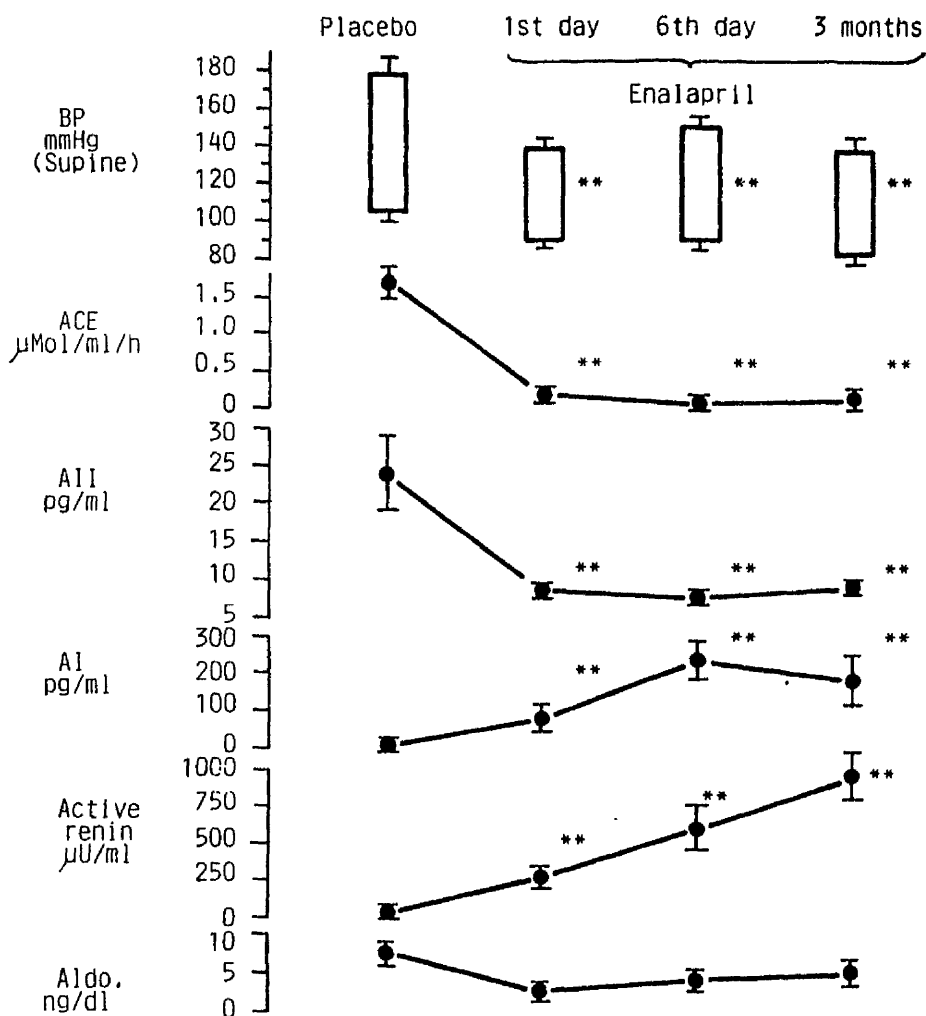 Placebo 1st day 6th day 3 months
Enalapril
BP
mmHg
(Supine)
180
160
140
120
100
80
** ** **
ACE
µMol/ml/h
1.5
1.0
0.5
0
** ** **
AII
pg/ml
30
25
20
15
10
5
** ** **
AI
pg/ml
300
200
100
0
** ** **
Active
renin
µU/ml
1000
750
500
250
0
** ** **
Aldo.
ng/dl
10
5
0